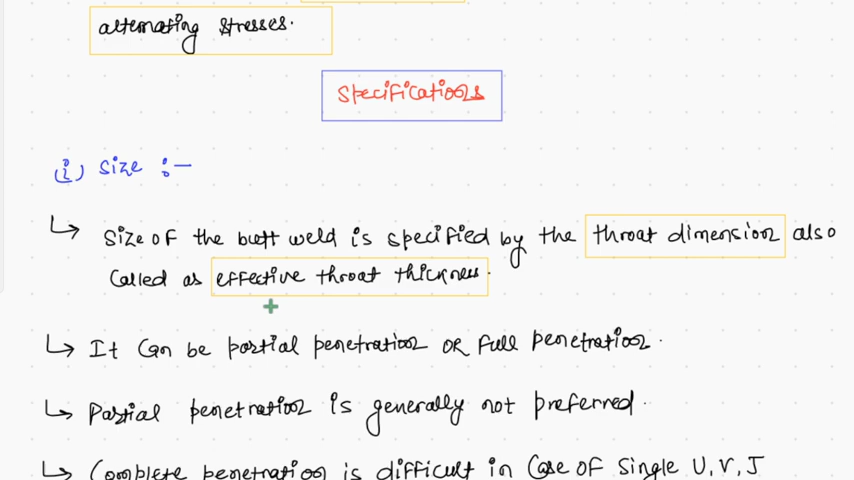 alternating stresses.
Specifications
(i) Size :-
↳ Size of the butt weld is specified by the throat dimension also
called as effective throat thickness.
↳ It can be partial penetration OR Full penetration.
↳ Partial penetration is generally not preferred.
↳ Complete penetration is difficult in Case of Single U, V, J